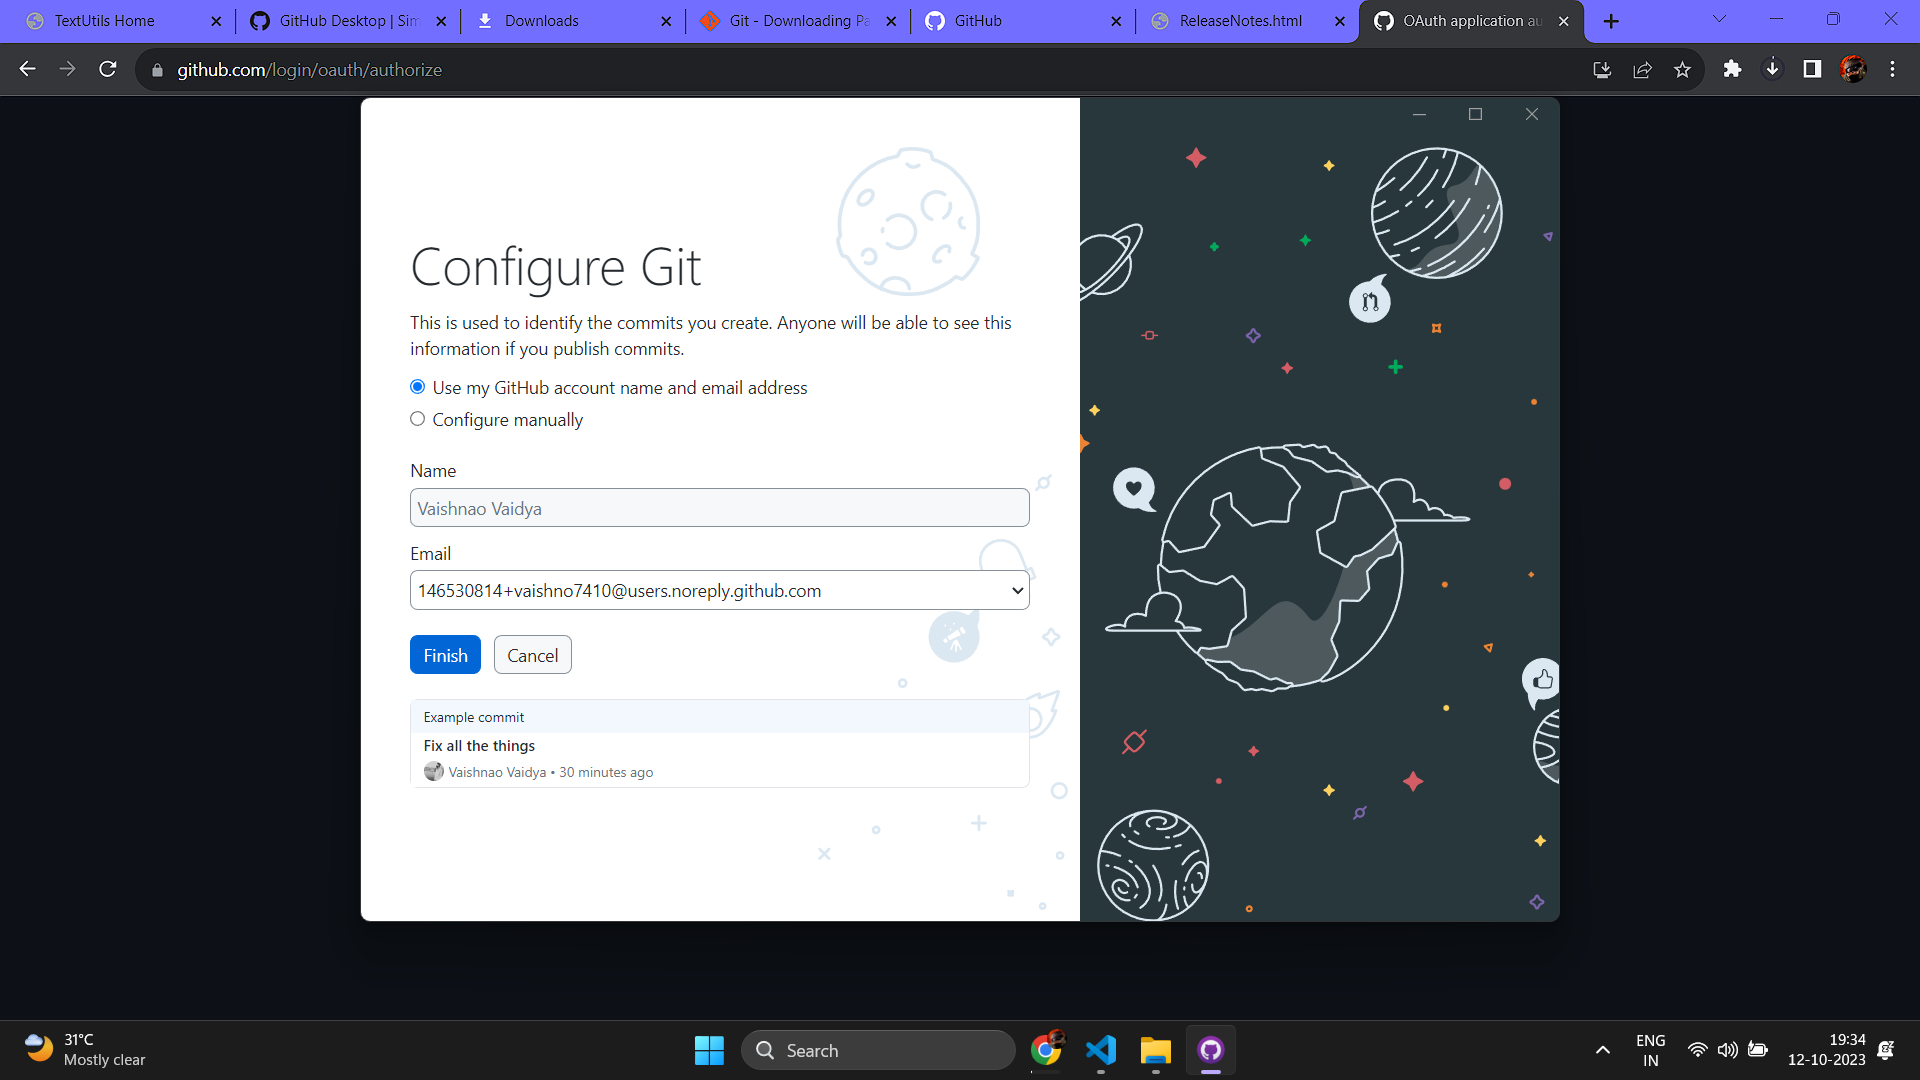 TextUtils Home
GitHub Desktop | Sim
Downloads
Git - Downloading Pa
GitHub
ReleaseNotes.html
OAuth application au
github.com/login/oauth/authorize
Configure Git
This is used to identify the commits you create. Anyone will be able to see this
information if you publish commits.
Use my GitHub account name and email address
Configure manually
Name
Vaishnao Vaidya
Email
146530814+vaishno7410@users.noreply.github.com
Finish
Cancel
Example commit
Fix all the things
Vaishnao Vaidya • 30 minutes ago
31°C
Mostly clear
Search
ENG
IN
19:34
12-10-2023